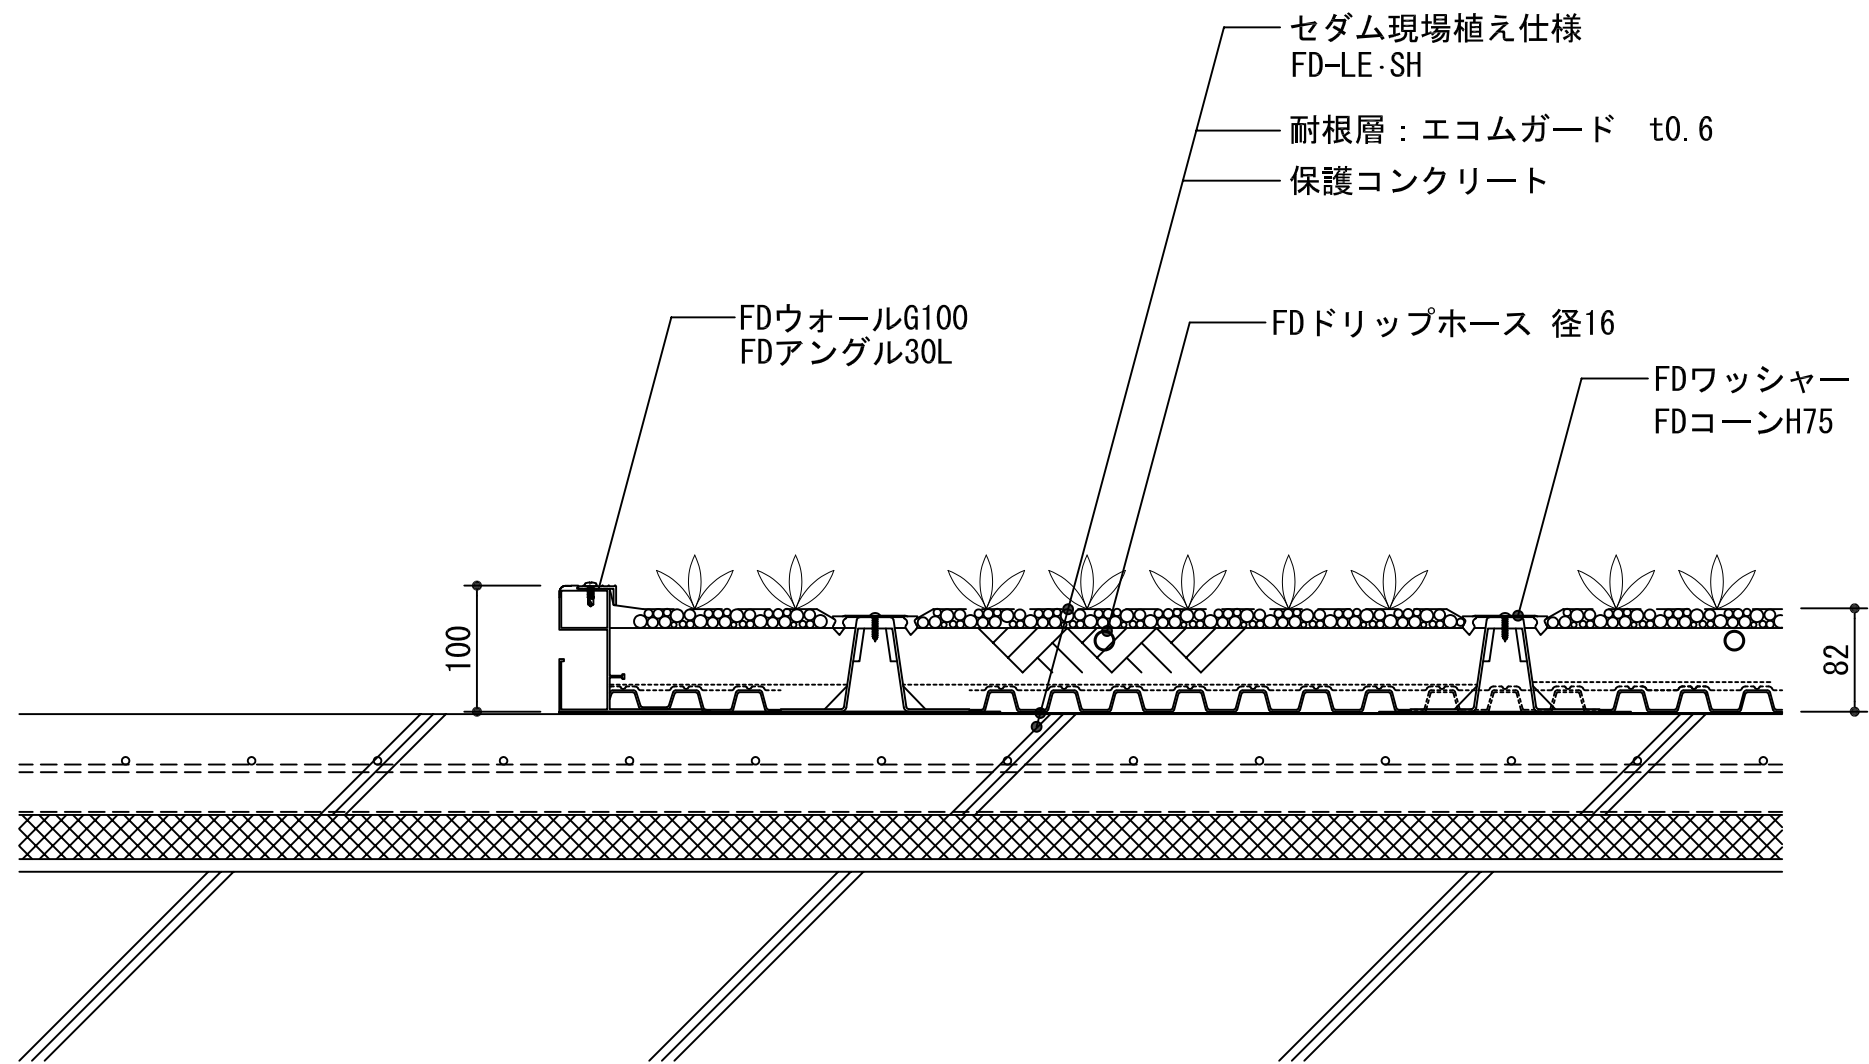 セダム現場植え仕様
FD-LE·SH
耐根層：エコムガード　t0.6
保護コンクリート
FDウォールG100
FDアングル30L
FDドリップホース 径16
FDワッシャー
FDコーンH75
100
82